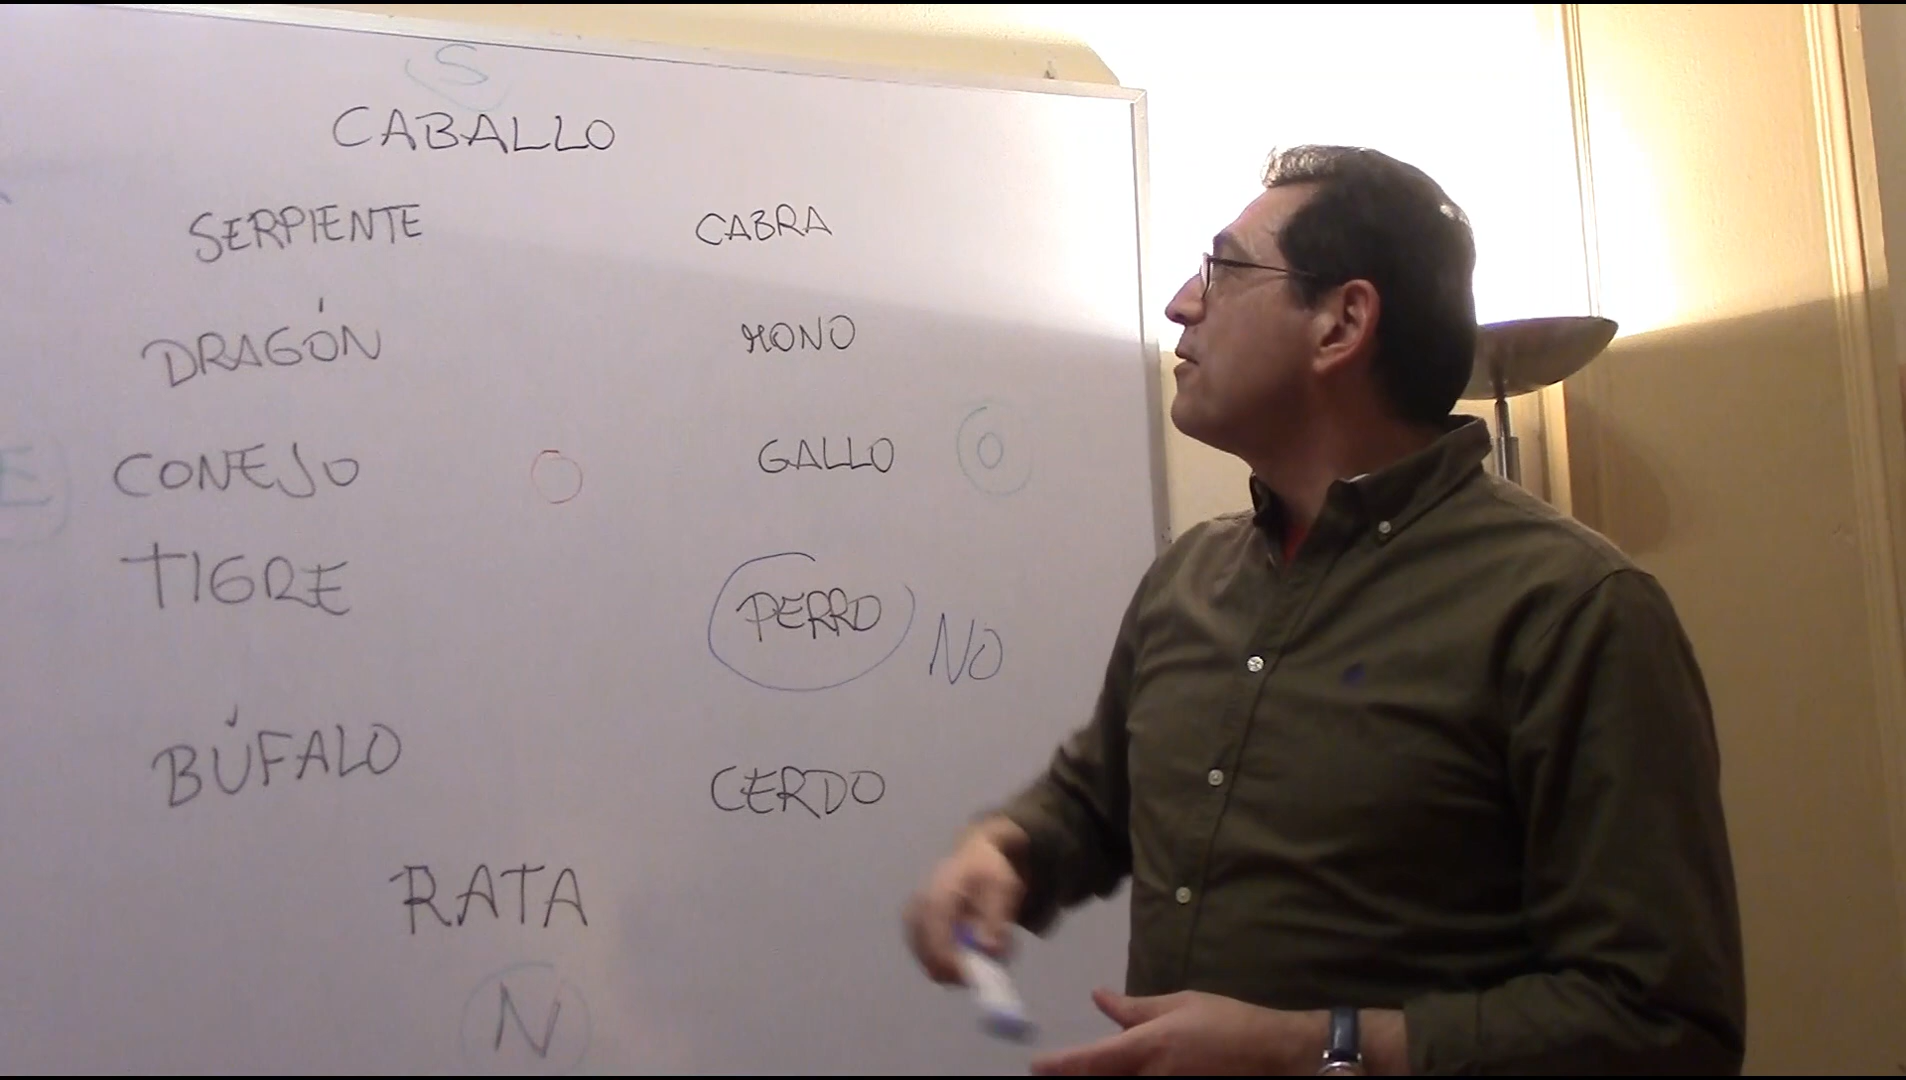 S
CABALLO
SERPIENTE CABRA
DRAGÓN MONO
E CONEJO GALLO O
TIGRE PERRO NO
BÚFALO CERDO
RATA
N